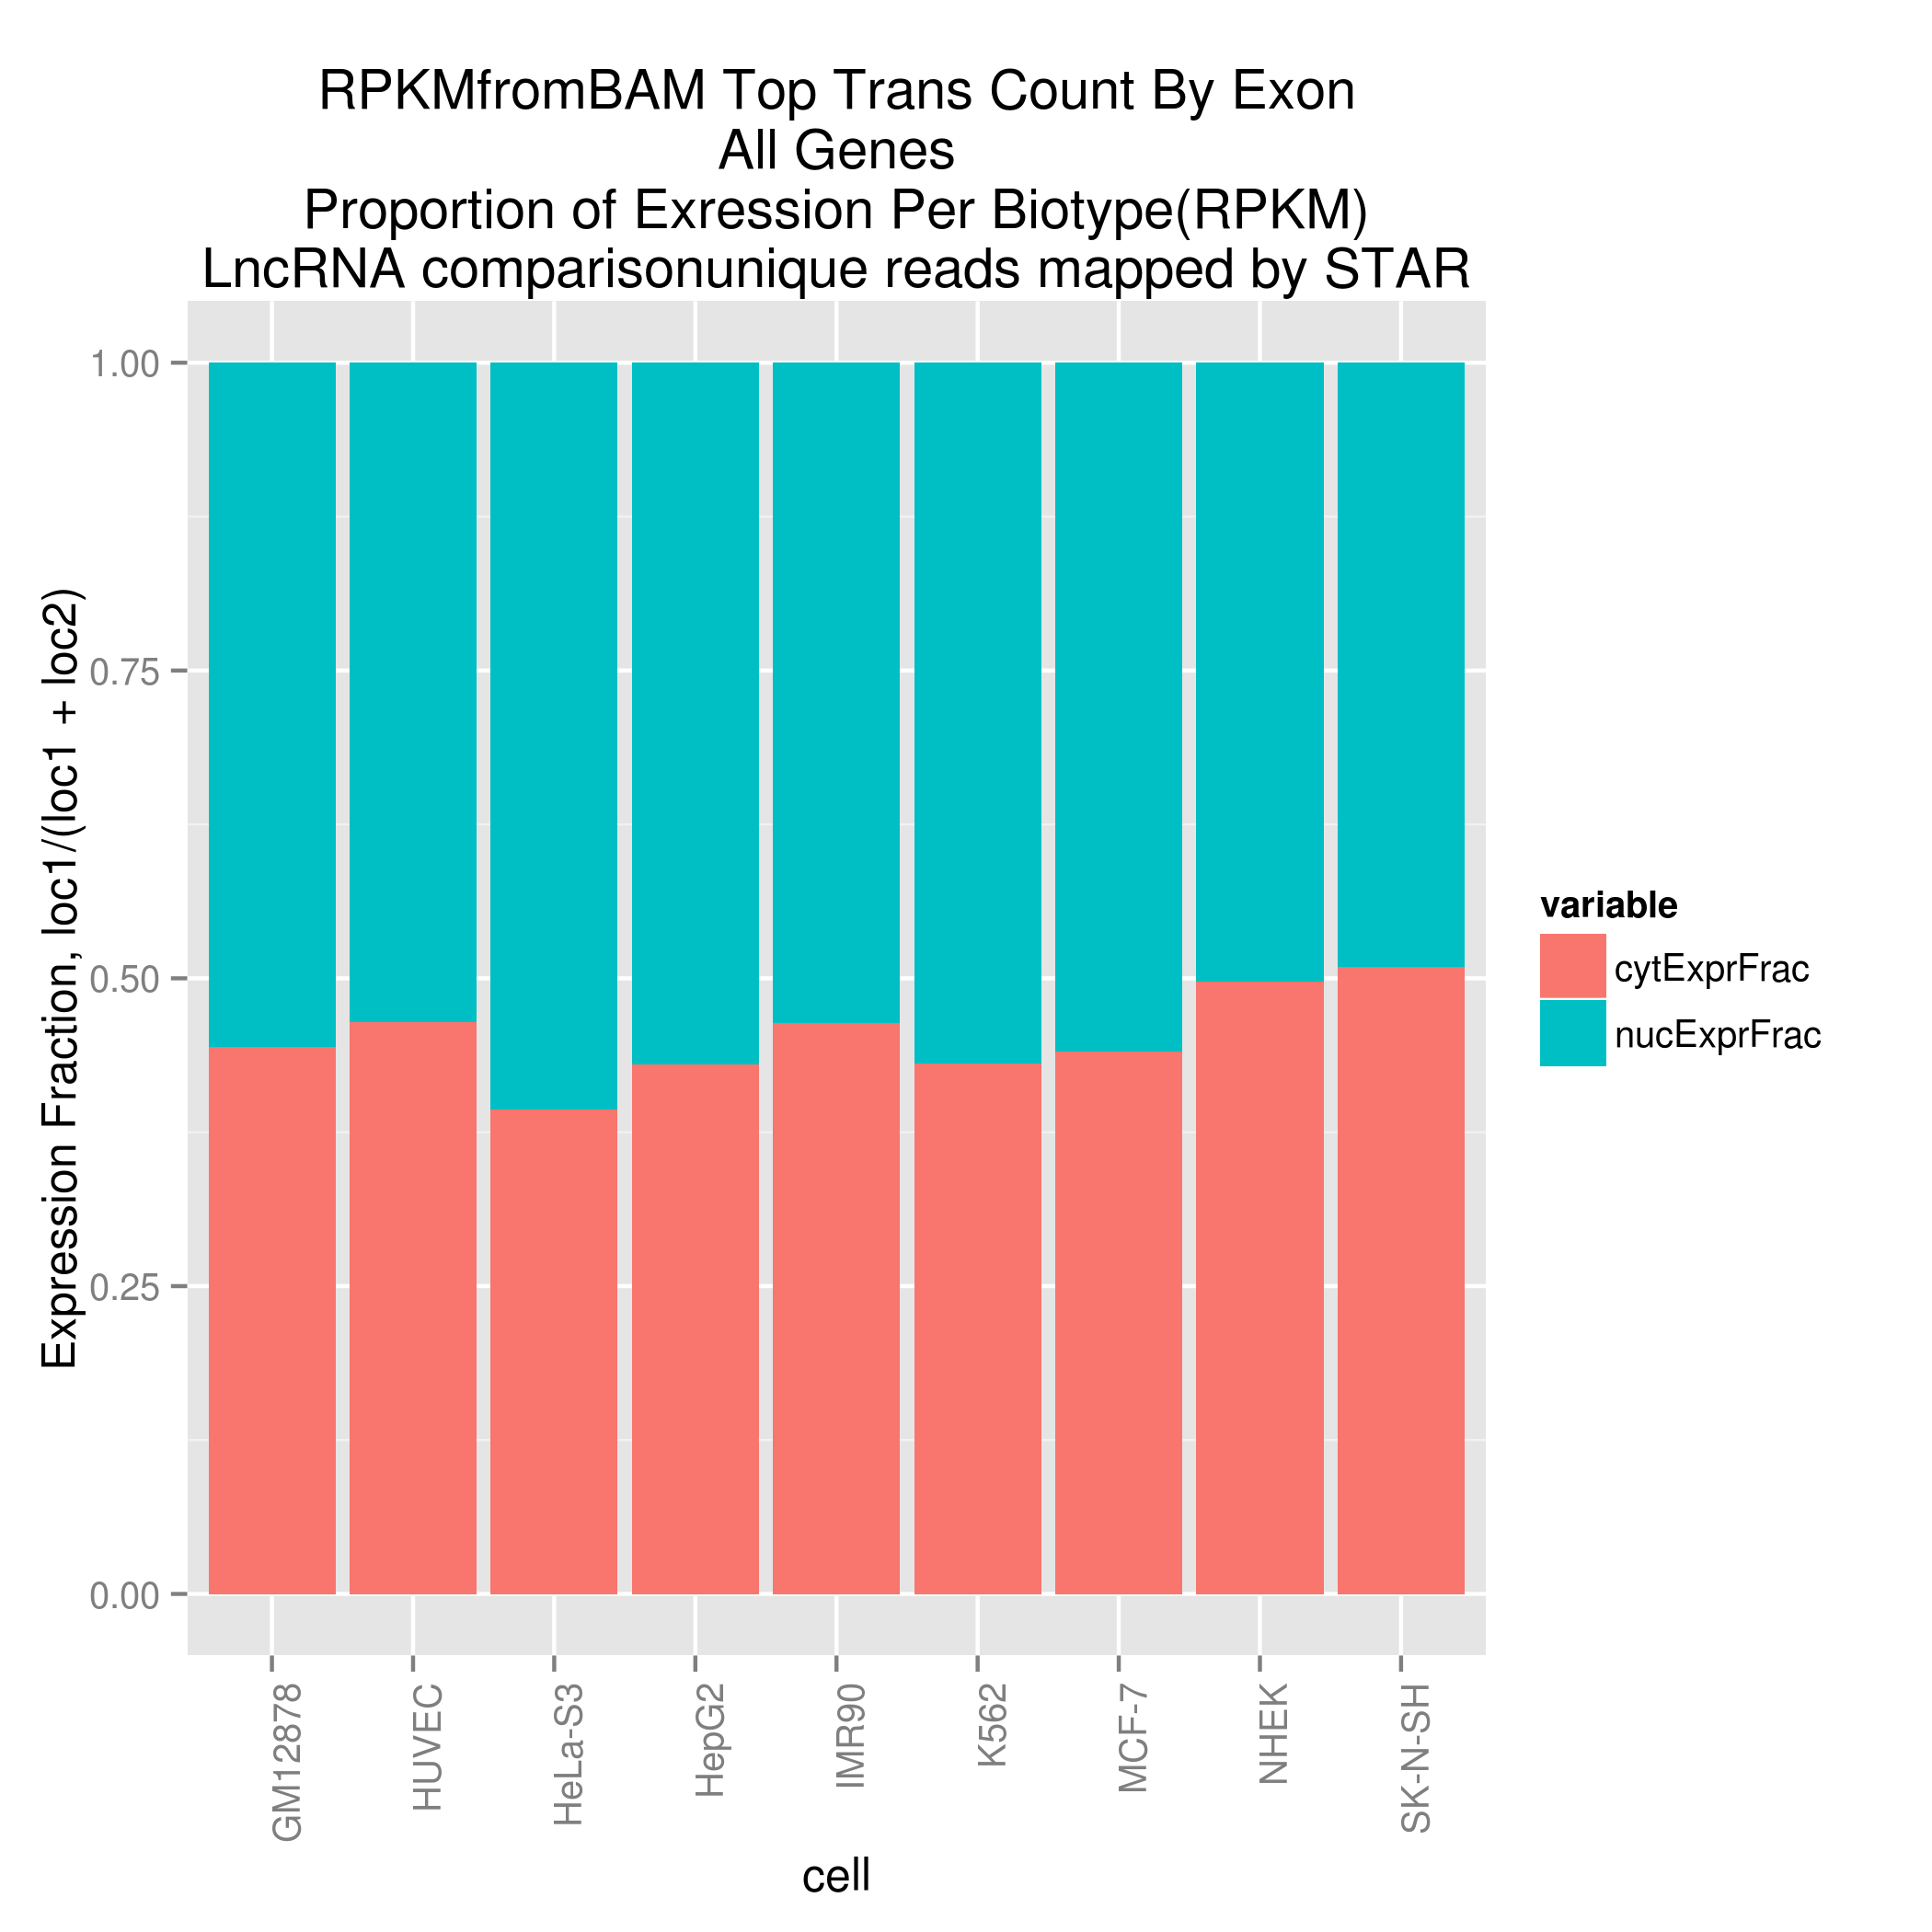 RPKMfromBAM Top Trans Count By Exon
All Genes
Proportion of Exression Per Biotype(RPKM)
LncRNA comparisonunique reads mapped by STAR
Expression Fraction, loc1/(loc1 + loc2)
1.00
0.75
0.50
0.25
0.00
GM12878
HUVEC
HeLa-S3
HepG2
IMR90
K562
MCF-7
NHEK
SK-N-SH
cell
variable
cytExprFrac
nucExprFrac